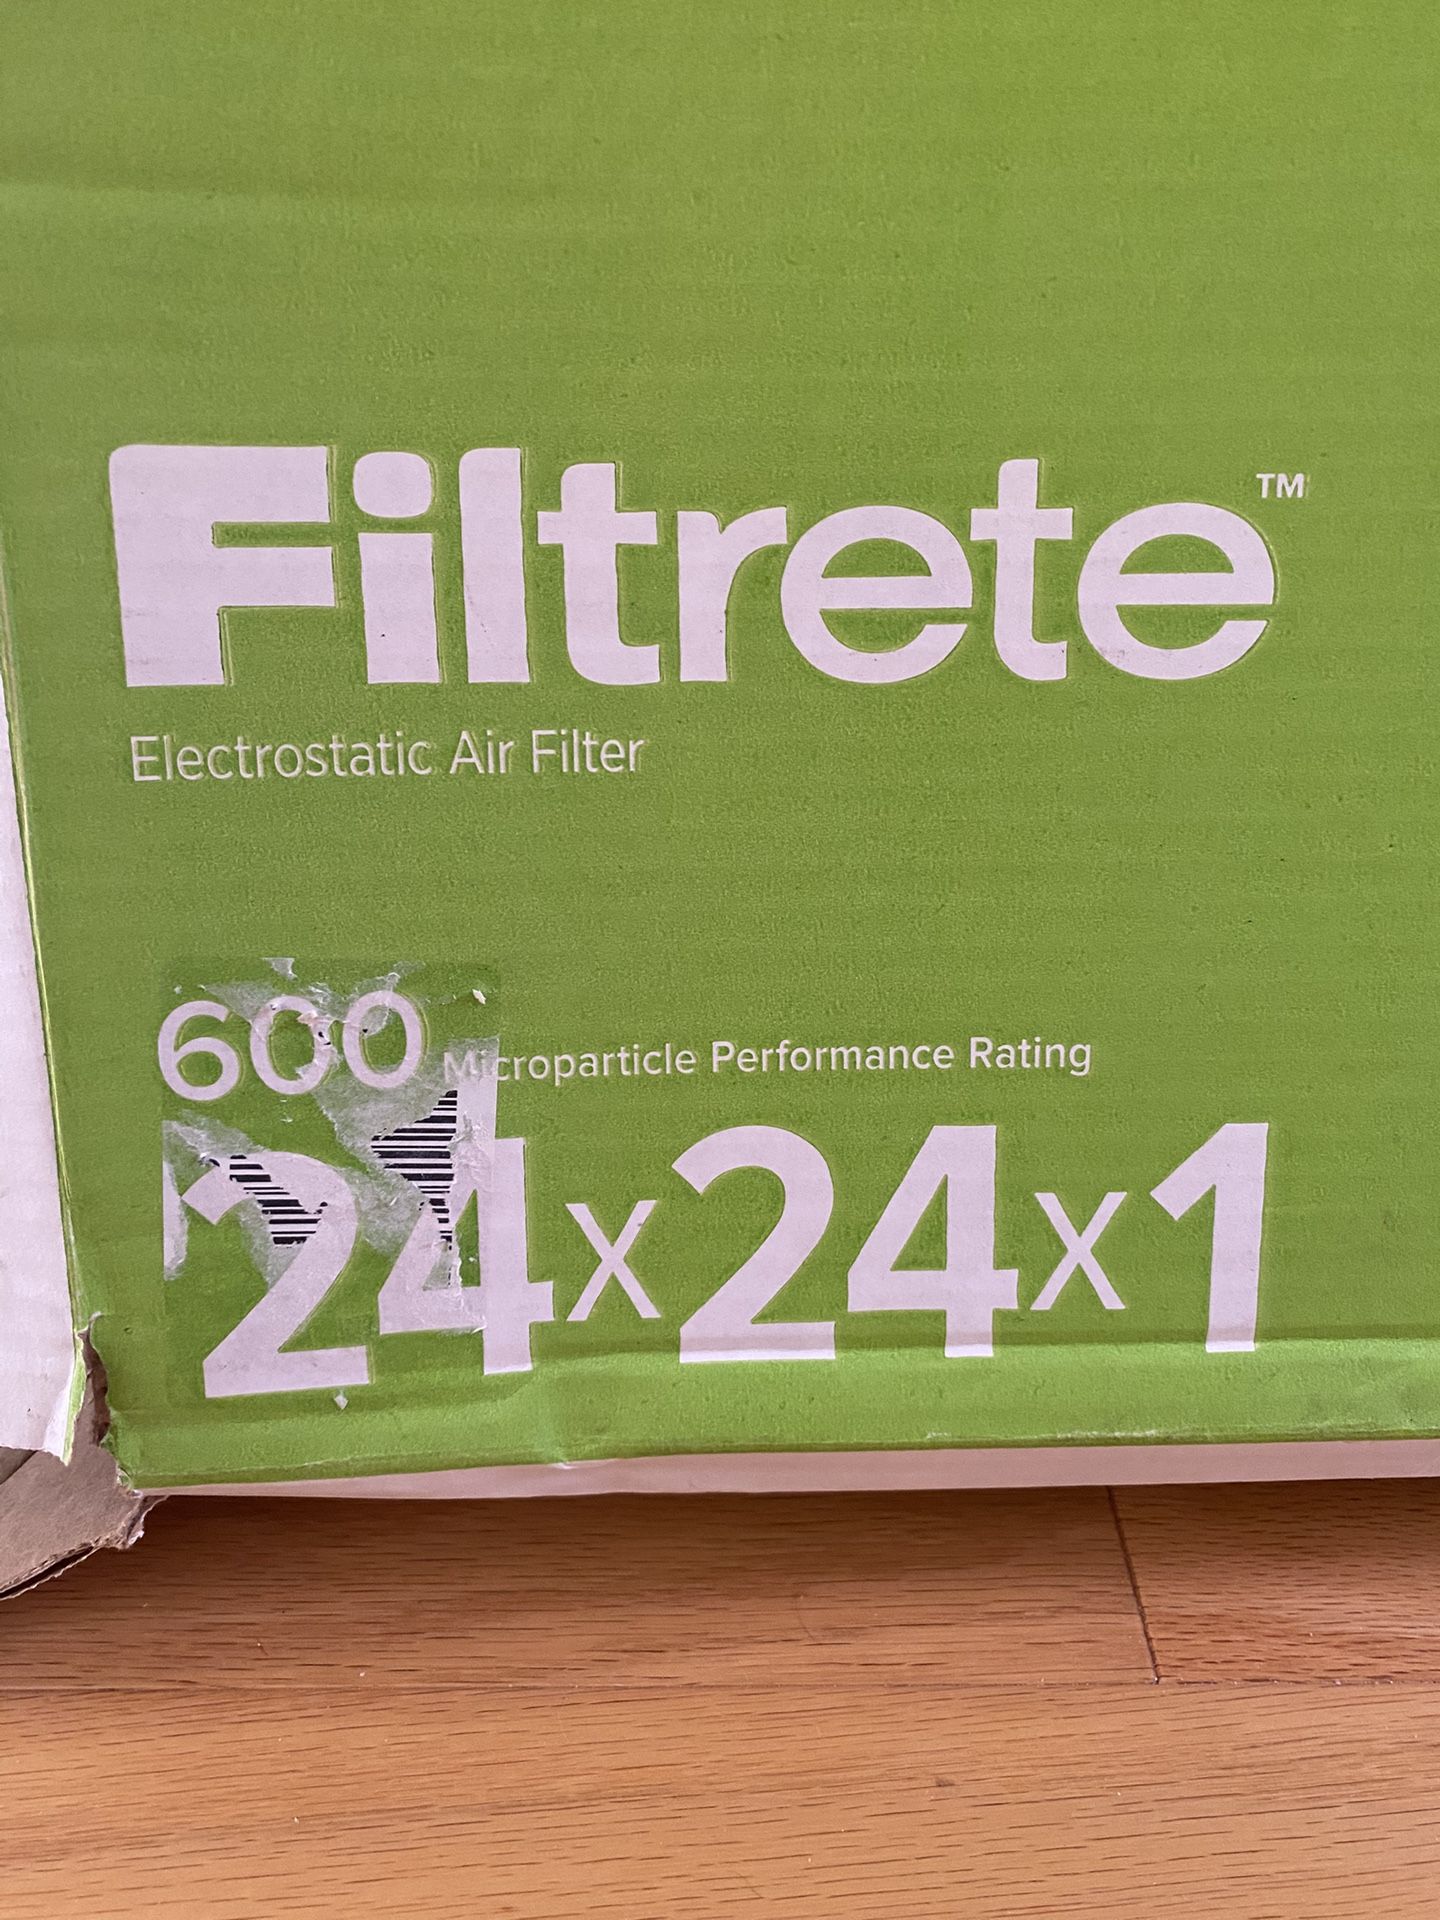 Filtrete™
Electrostatic Air Filter
600 Microparticle Performance Rating
24x24x1